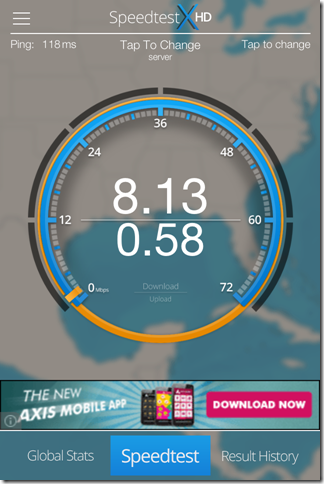 Speedtest X HD
Ping: 118 ms Tap To Change Tap to change
server
36
24 48
8.13
12 60
0.58
0 Mbps Download 72
Upload
THE NEW
AXIS MOBILE APP
DOWNLOAD NOW
Global Stats Speedtest Result History